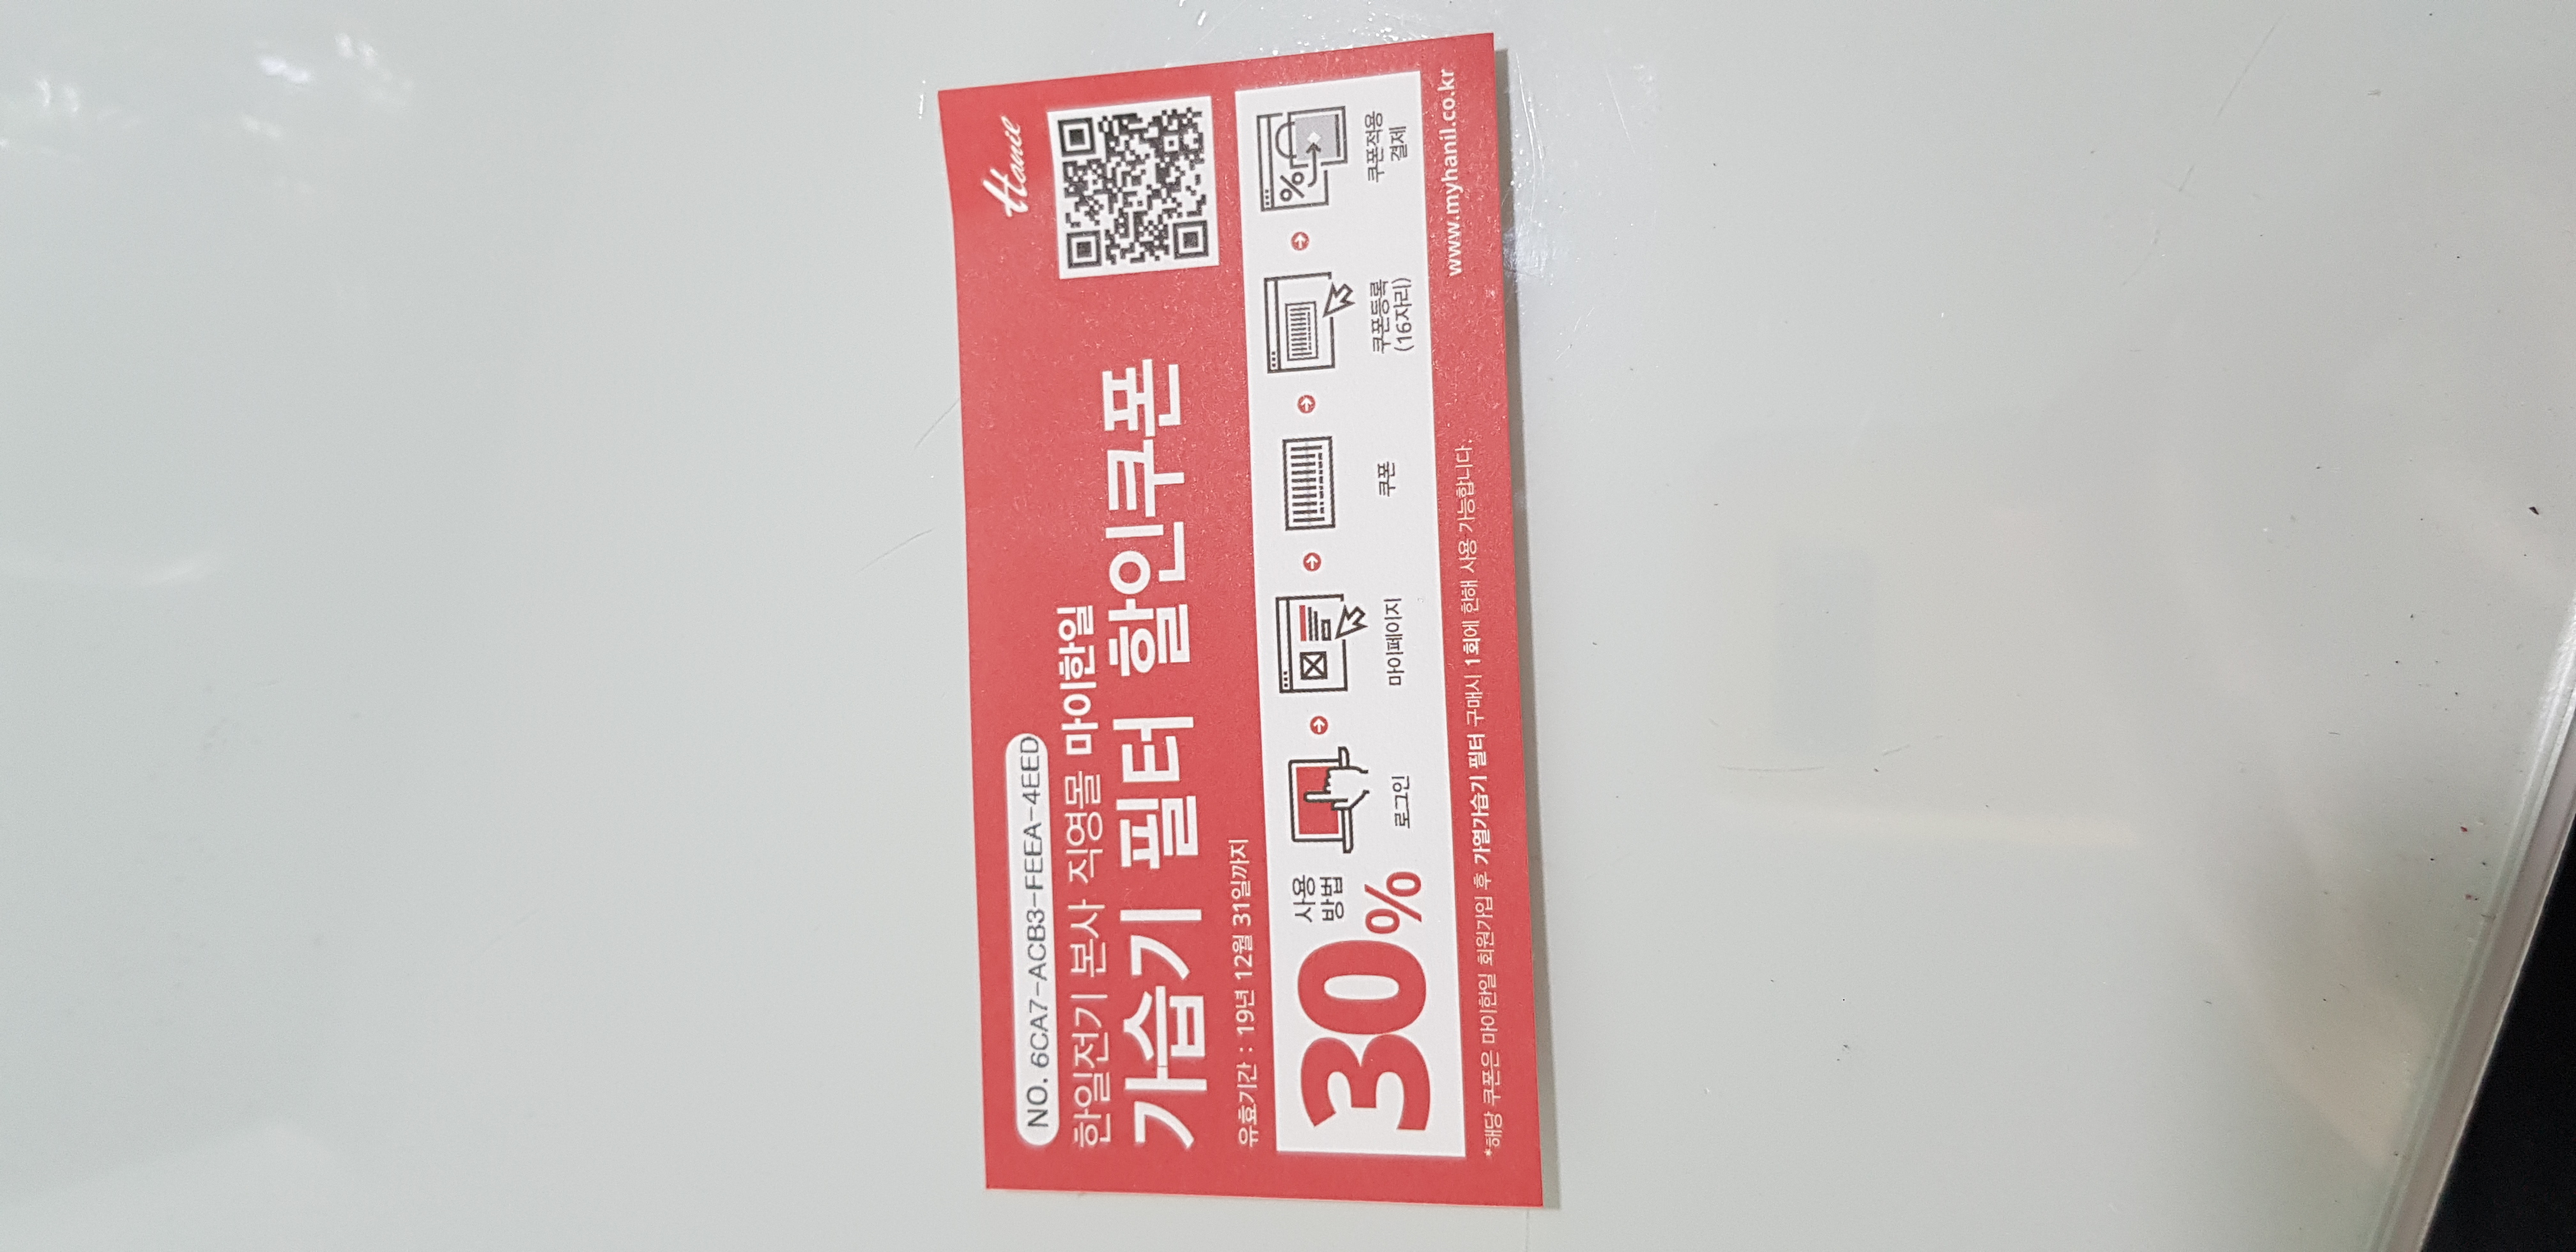 NO. 6CA7-ACB3-FEEA-4EED
Hanil
한일전기 본사 직영몰 마이한일
가습기 필터 할인쿠폰
유효기간 : 19년 12월 31일까지
30%
사용
방법
로그인
마이페이지
쿠폰
쿠폰등록
(16자리)
쿠폰적용
결제
*해당 쿠폰은 마이한일 회원가입 후 가열가습기 필터 구매시 1회에 한해 사용 가능합니다.
www.myhanil.co.kr